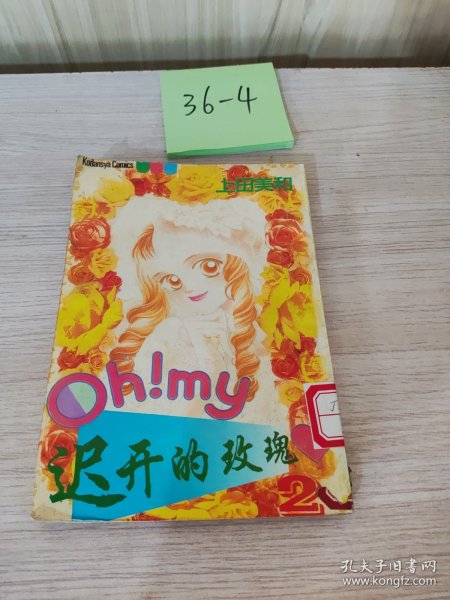 36-4
Kodansya Comics
上田美和
Oh!my
迟开的玫瑰
2
孔夫子旧书网
www.kongfz.com